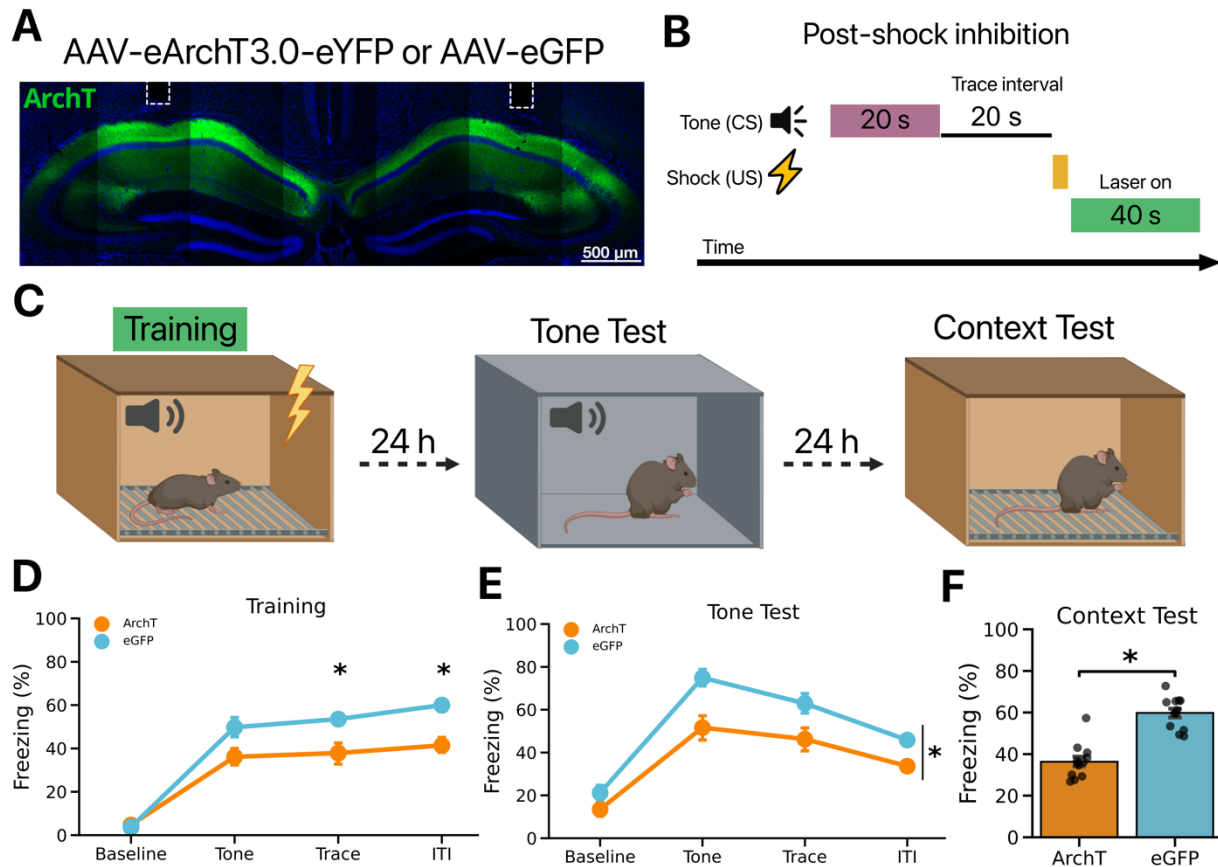 A
AAV-eArchT3.0-eYFP or AAV-eGFP
ArchT
500 µm
B
Post-shock inhibition
Trace interval
Tone (CS)
20 s
20 s
Shock (US)
Laser on
40 s
Time
C
Training
Tone Test
Context Test
24 h
24 h
D
Training
ArchT
eGFP
Freezing (%)
100
80
60
40
20
0
* *
Baseline Tone Trace ITI
E
Tone Test
ArchT
eGFP
Freezing (%)
100
80
60
40
20
0
*
Baseline Tone Trace ITI
F
Context Test
Freezing (%)
100
80
60
40
20
0
*
ArchT eGFP